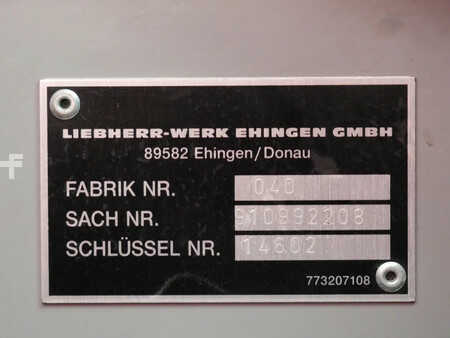 LIEBHERR-WERK EHINGEN GMBH
89582 Ehingen/Donau
FABRIK NR. 040
SACH NR. 910992208
SCHLÜSSEL NR. 14602
773207108